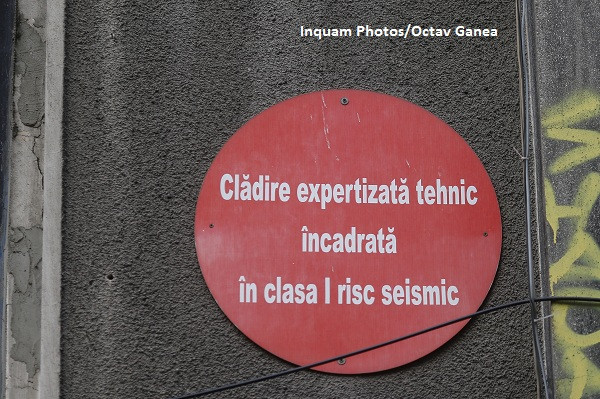 Inquam Photos/Octav Ganea
Clădire expertizată tehnic
încadrată
în clasa I risc seismic